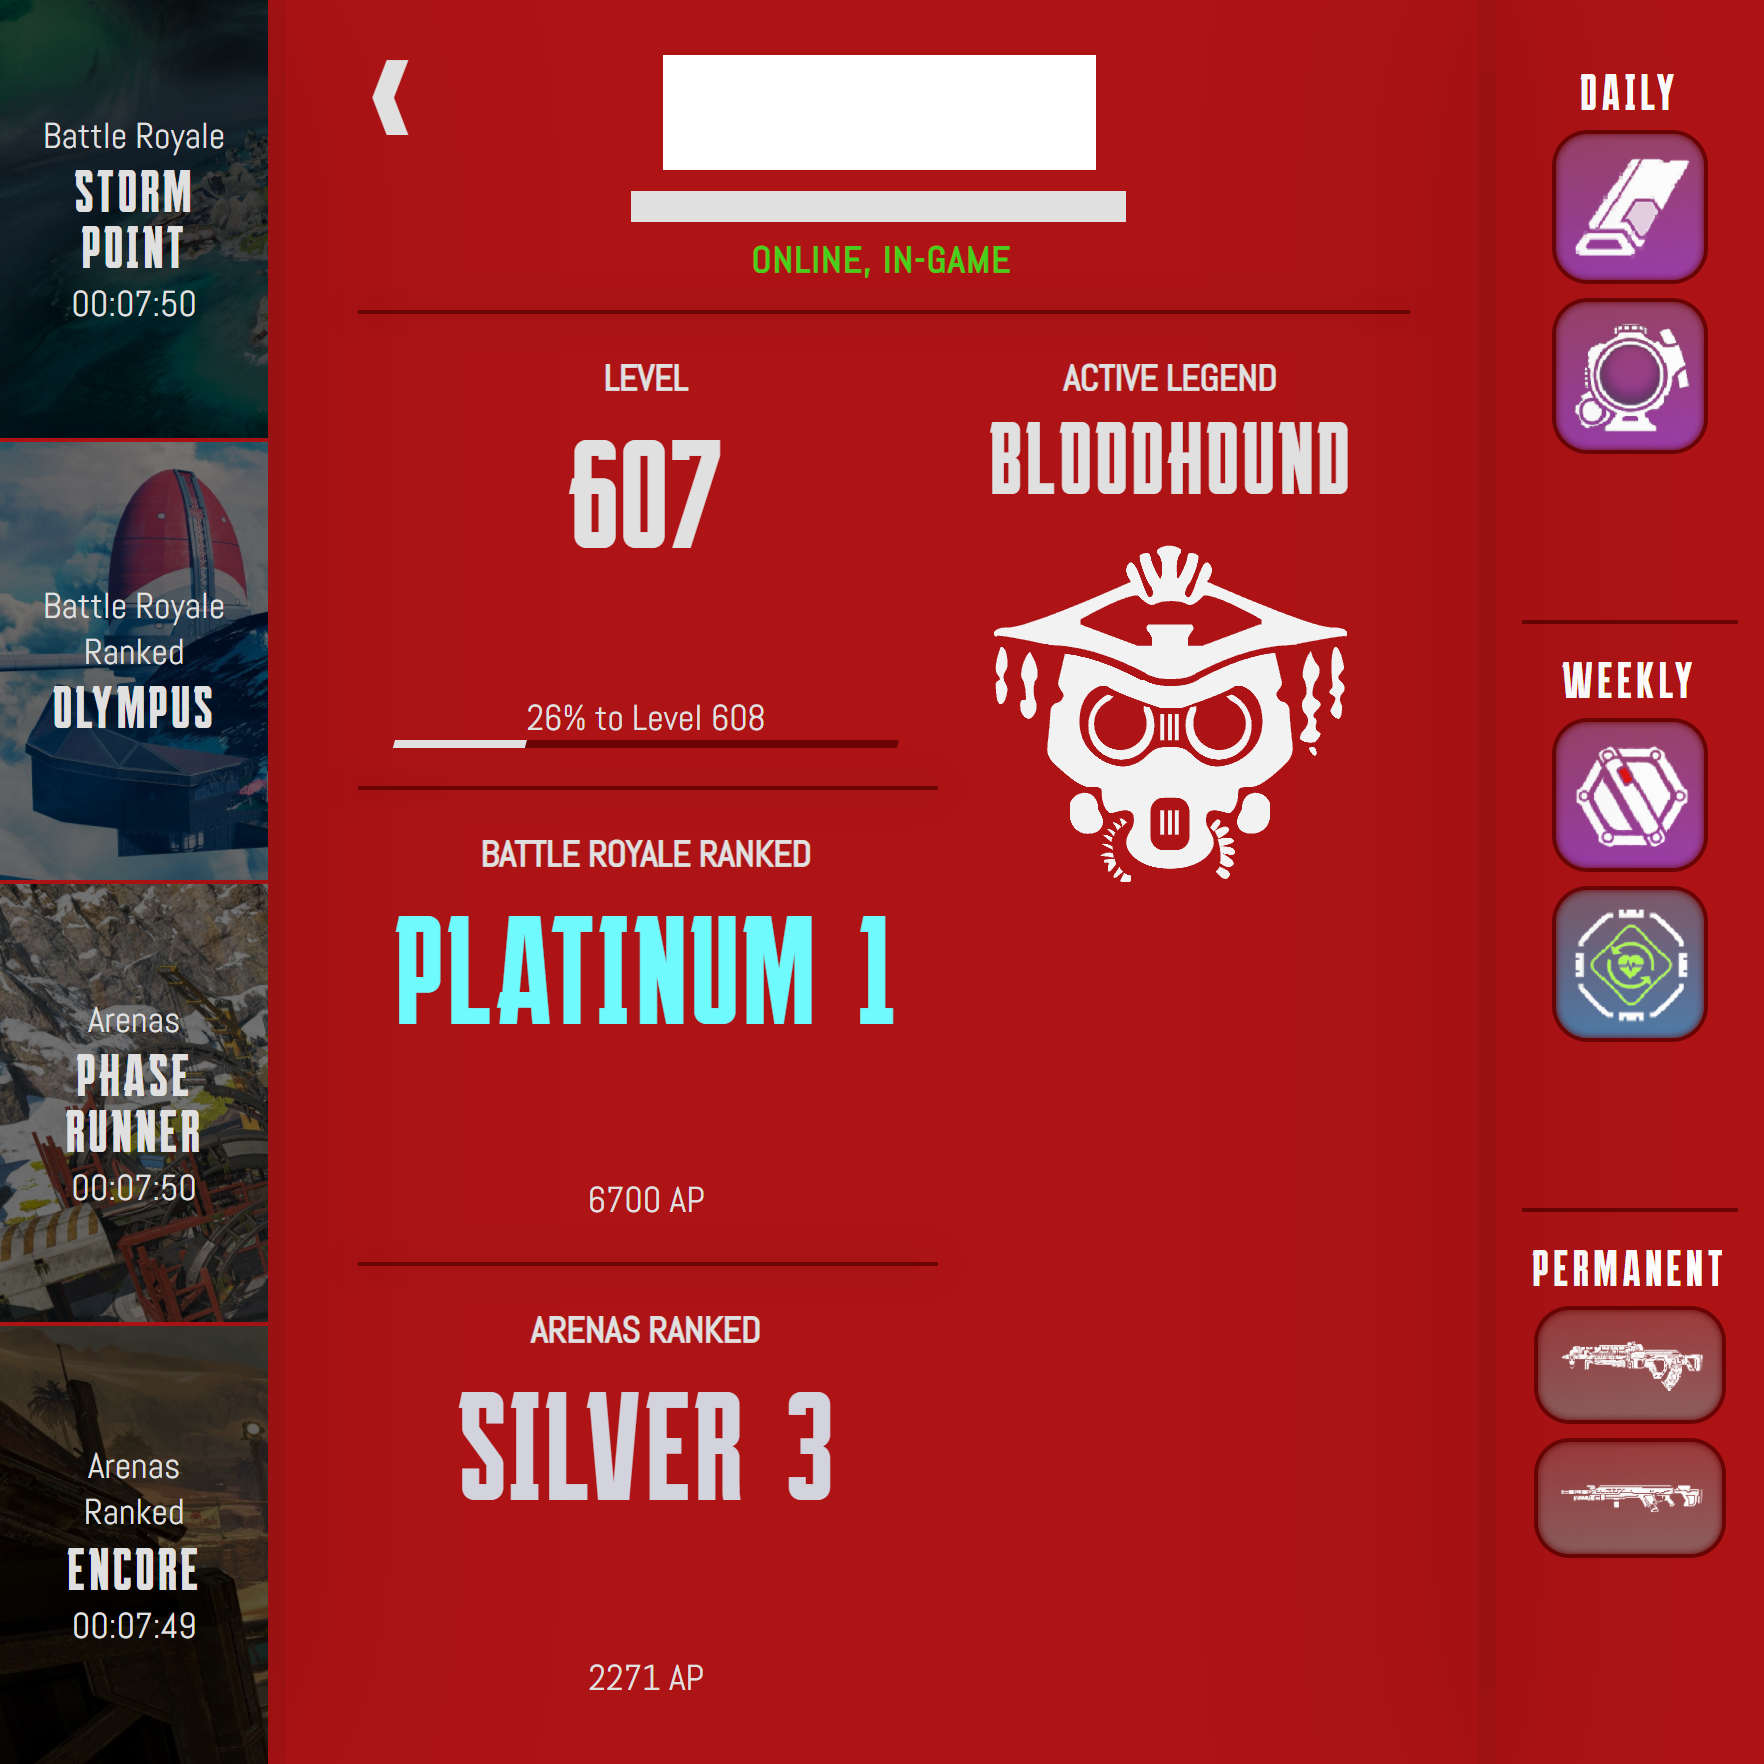 Battle Royale
STORM
POINT
00:07:50
Battle Royale
Ranked
OLYMPUS
Arenas
PHASE
RUNNER
00:07:50
Arenas
Ranked
ENCORE
00:07:49
ONLINE, IN-GAME
LEVEL
607
26% to Level 608
BATTLE ROYALE RANKED
PLATINUM 1
6700 AP
ARENAS RANKED
SILVER 3
2271 AP
ACTIVE LEGEND
BLOODHOUND
DAILY
WEEKLY
PERMANENT